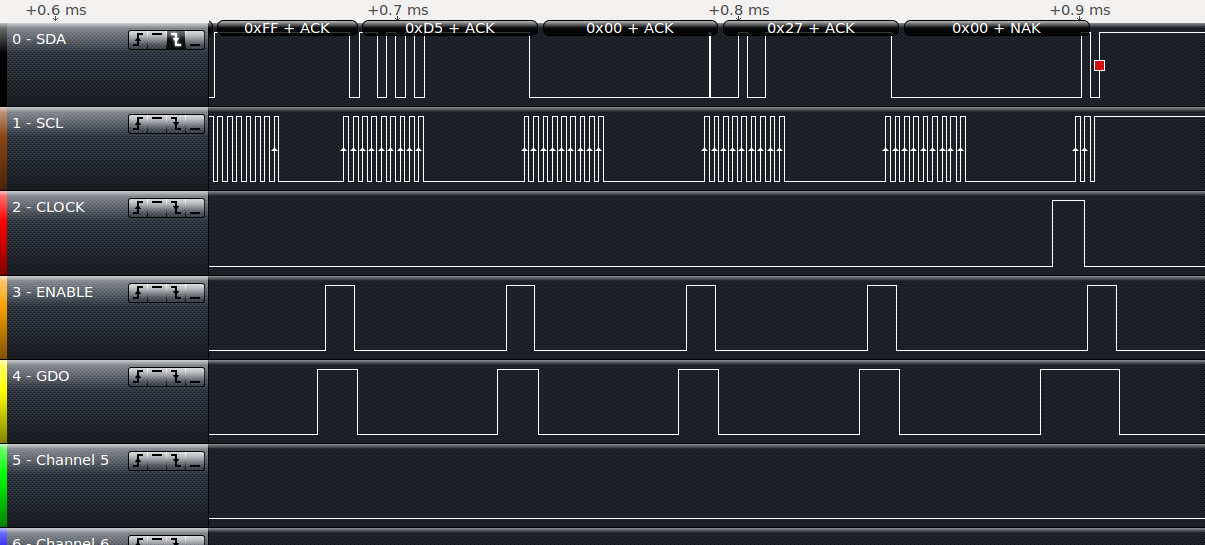 +0.6 ms +0.7 ms +0.8 ms +0.9 ms
0 - SDA 0xFF + ACK 0xD5 + ACK 0x00 + ACK 0x27 + ACK 0x00 + NAK
1 - SCL
2 - CLOCK
3 - ENABLE
4 - GDO
5 - Channel 5
6 - Channel 6